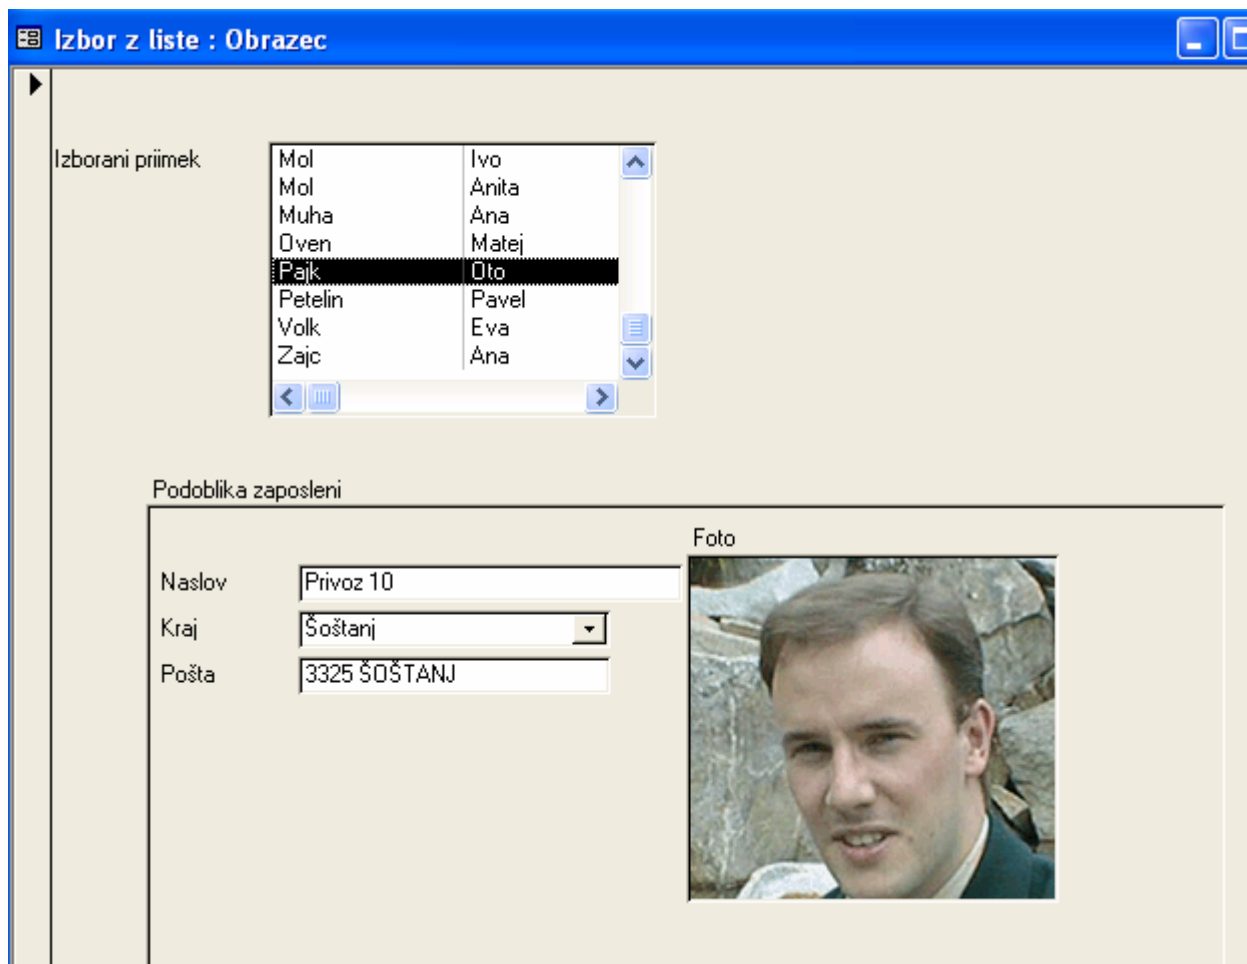 Izbor z liste : Obrazec
Izborani priimek
Mol Ivo
Mol Anita
Muha Ana
Oven Matej
Pajk Oto
Petelin Pavel
Volk Eva
Zajc Ana
Podoblika zaposleni
Foto
Naslov Privoz 10
Kraj Šoštanj
Pošta 3325 ŠOŠTANJ